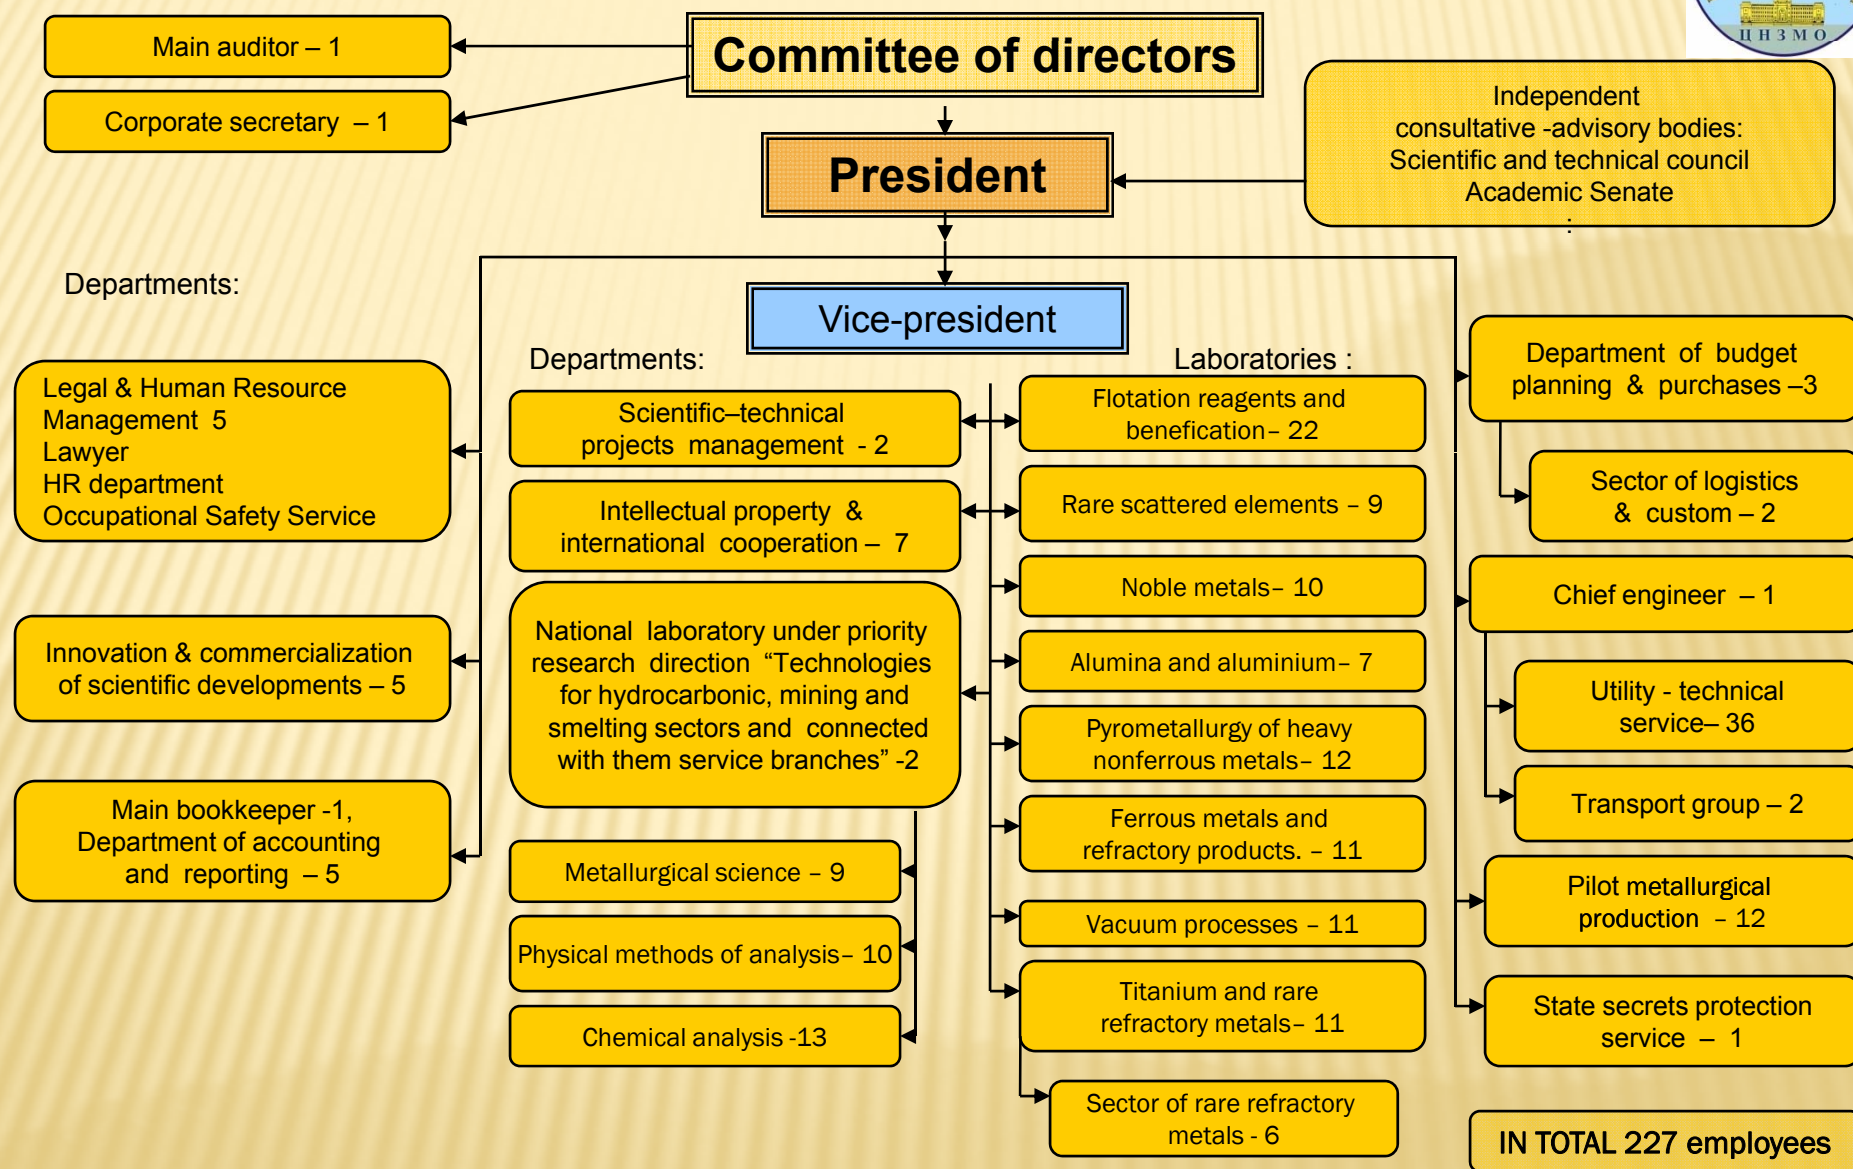 ЦНЗМО
Main auditor – 1
Corporate secretary – 1
Committee of directors
President
Independent
consultative -advisory bodies:
Scientific and technical council
Academic Senate
:
Departments:
Vice-president
Legal & Human Resource
Management 5
Lawyer
HR department
Occupational Safety Service
Innovation & commercialization
of scientific developments – 5
Main bookkeeper -1,
Department of accounting
and reporting – 5
Departments:
Scientific–technical
projects management - 2
Intellectual property &
international cooperation – 7
National laboratory under priority
research direction “Technologies
for hydrocarbonic, mining and
smelting sectors and connected
with them service branches” -2
Metallurgical science – 9
Physical methods of analysis– 10
Chemical analysis -13
Laboratories :
Flotation reagents and
benefication– 22
Rare scattered elements – 9
Noble metals– 10
Alumina and aluminium– 7
Pyrometallurgy of heavy
nonferrous metals– 12
Ferrous metals and
refractory products. – 11
Vacuum processes – 11
Titanium and rare
refractory metals– 11
Sector of rare refractory
metals - 6
Department of budget
planning & purchases –3
Sector of logistics
& custom – 2
Chief engineer – 1
Utility - technical
service– 36
Transport group – 2
Pilot metallurgical
production – 12
State secrets protection
service – 1
IN TOTAL 227 employees